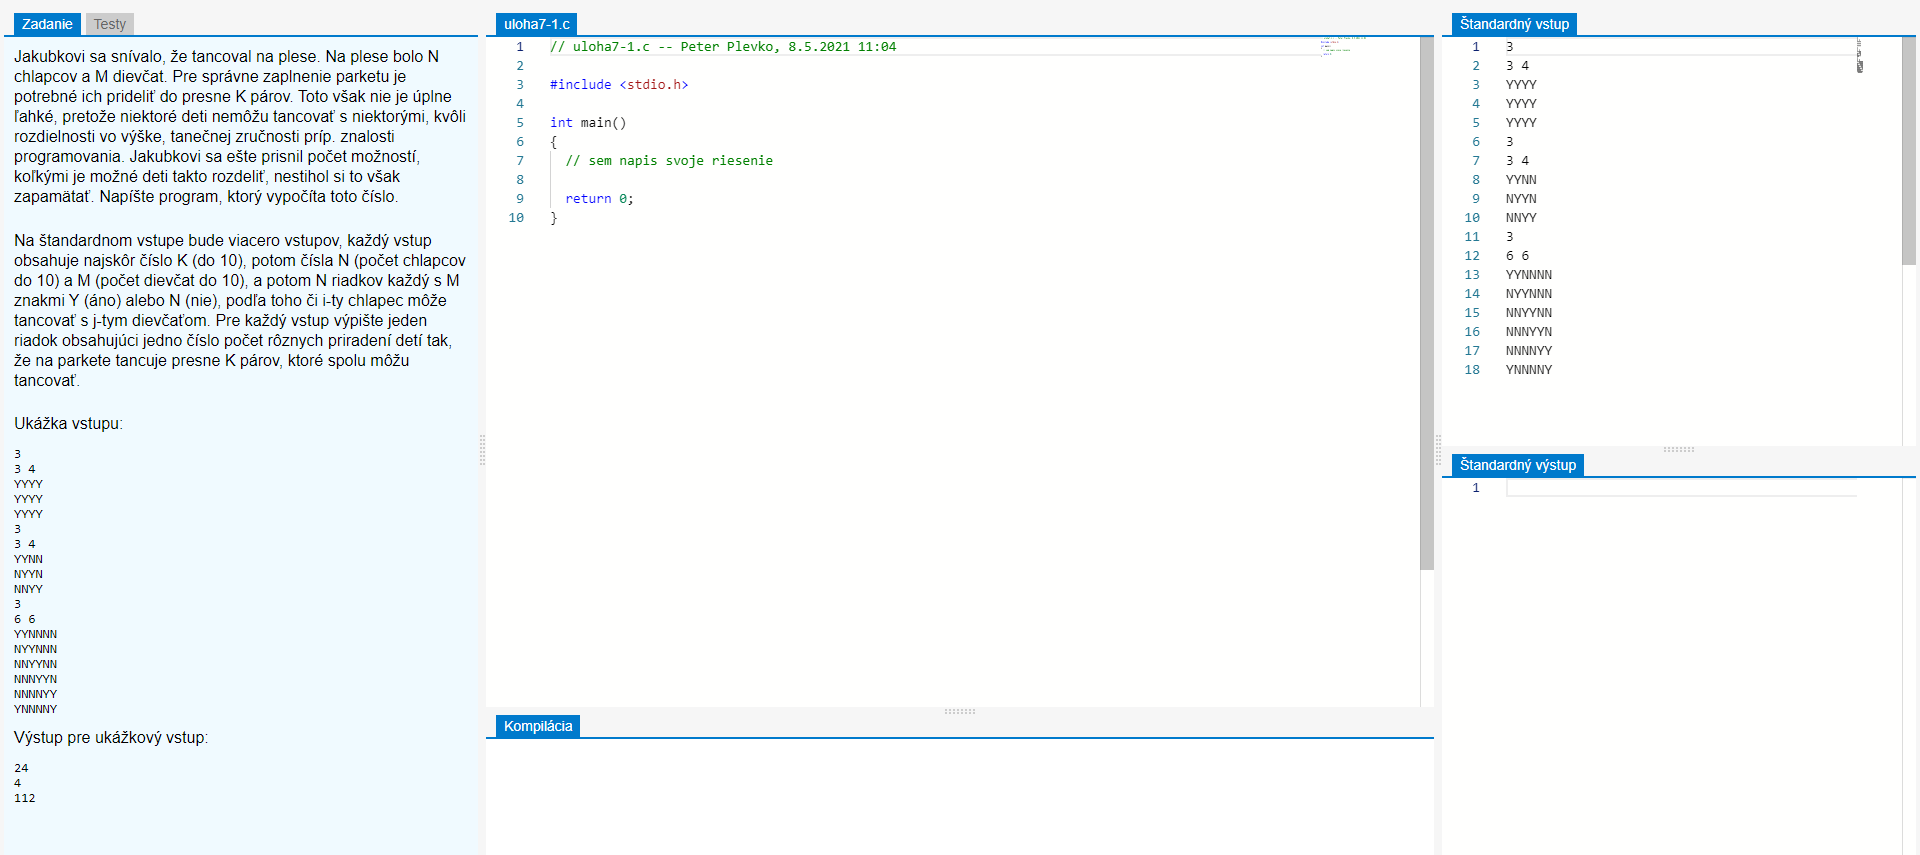 Zadanie
Testy
Jakubkovi sa snívalo, že tancoval na plese. Na plese bolo N
chlapcov a M dievčat. Pre správne zaplnenie parketu je
potrebné ich prideliť do presne K párov. Toto však nie je úplne
ľahké, pretože niektoré deti nemôžu tancovať s niektorými, kvôli
rozdielnosti vo výške, tanečnej zručnosti príp. znalosti
programovania. Jakubkovi sa ešte prisnil počet možností,
koľkými je možné deti takto rozdeliť, nestihol si to však
zapamätať. Napíšte program, ktorý vypočíta toto číslo.
Na štandardnom vstupe bude viacero vstupov, každý vstup
obsahuje najskôr číslo K (do 10), potom čísla N (počet chlapcov
do 10) a M (počet dievčat do 10), a potom N riadkov každý s M
znakmi Y (áno) alebo N (nie), podľa toho či i-ty chlapec môže
tancovať s j-tym dievčaťom. Pre každý vstup výpíšte jeden
riadok obsahujúci jedno číslo počet rôznych priradení detí tak,
že na parkete tancuje presne K párov, ktoré spolu môžu
tancovať.
Ukážka vstupu:
3
3 4
YYYY
YYYY
YYYY
3
3 4
YYNN
NYYN
NNYY
3
6 6
YYNNNN
NYYNNN
NNYYNN
NNNYYN
NNNNYY
YNNNNY
Výstup pre ukážkový vstup:
24
4
112
uloha7-1.c
1 // uloha7-1.c -- Peter Plevko, 8.5.2021 11:04
2
3 #include <stdio.h>
4
5 int main()
6 {
7 // sem napis svoje riesenie
8
9 return 0;
10 }
Kompilácia
Štandardný vstup
1 3
2 3 4
3 YYYY
4 YYYY
5 YYYY
6 3
7 3 4
8 YYNN
9 NYYN
10 NNYY
11 3
12 6 6
13 YYNNNN
14 NYYNNN
15 NNYYNN
16 NNNYYN
17 NNNNYY
18 YNNNNY
Štandardný výstup
1